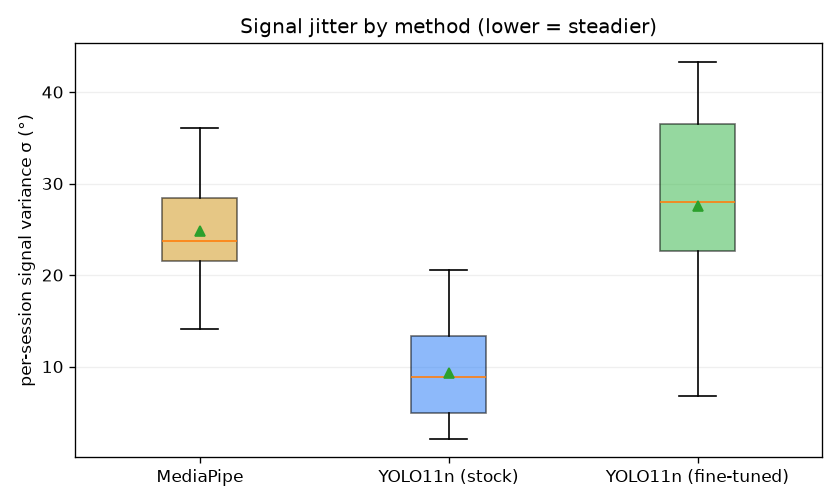 Signal jitter by method (lower = steadier)
per-session signal variance σ (°)
40
30
20
10
MediaPipe
YOLO11n (stock)
YOLO11n (fine-tuned)